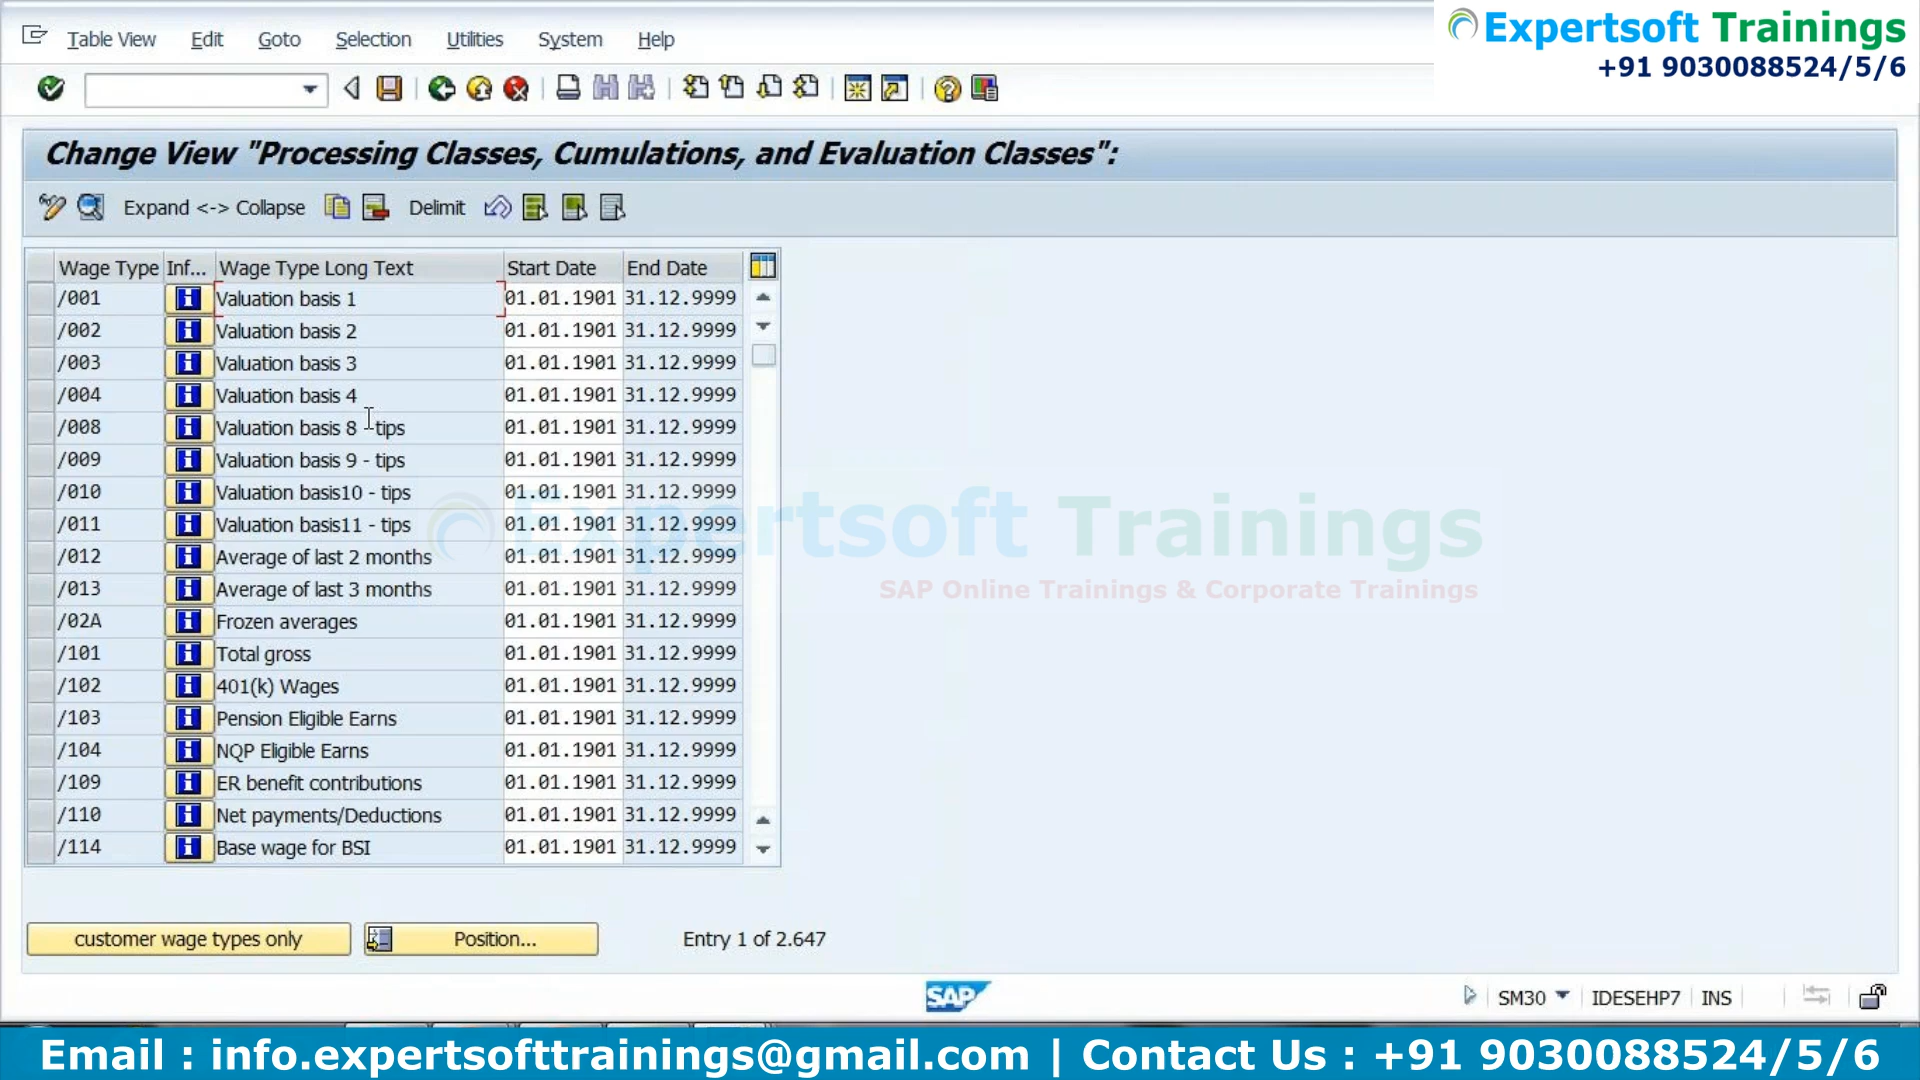 Expertsoft Trainings
+91 9030088524/5/6
Table View Edit Goto Selection Utilities System Help
Change View "Processing Classes, Cumulations, and Evaluation Classes":
Expand <-> Collapse Delimit
Wage Type Inf... Wage Type Long Text Start Date End Date
/001 Valuation basis 1 01.01.1901 31.12.9999
/002 Valuation basis 2 01.01.1901 31.12.9999
/003 Valuation basis 3 01.01.1901 31.12.9999
/004 Valuation basis 4 01.01.1901 31.12.9999
/008 Valuation basis 8 - tips 01.01.1901 31.12.9999
/009 Valuation basis 9 - tips 01.01.1901 31.12.9999
/010 Valuation basis10 - tips 01.01.1901 31.12.9999
/011 Valuation basis11 - tips 01.01.1901 31.12.9999
/012 Average of last 2 months 01.01.1901 31.12.9999
/013 Average of last 3 months 01.01.1901 31.12.9999
/02A Frozen averages 01.01.1901 31.12.9999
/101 Total gross 01.01.1901 31.12.9999
/102 401(k) Wages 01.01.1901 31.12.9999
/103 Pension Eligible Earns 01.01.1901 31.12.9999
/104 NQP Eligible Earns 01.01.1901 31.12.9999
/109 ER benefit contributions 01.01.1901 31.12.9999
/110 Net payments/Deductions 01.01.1901 31.12.9999
/114 Base wage for BSI 01.01.1901 31.12.9999
Expertsoft Trainings
SAP Online Trainings & Corporate Trainings
customer wage types only Position... Entry 1 of 2.647
SAP SM30 IDESEHP7 INS
Email : info.expertsofttrainings@gmail.com | Contact Us : +91 9030088524/5/6